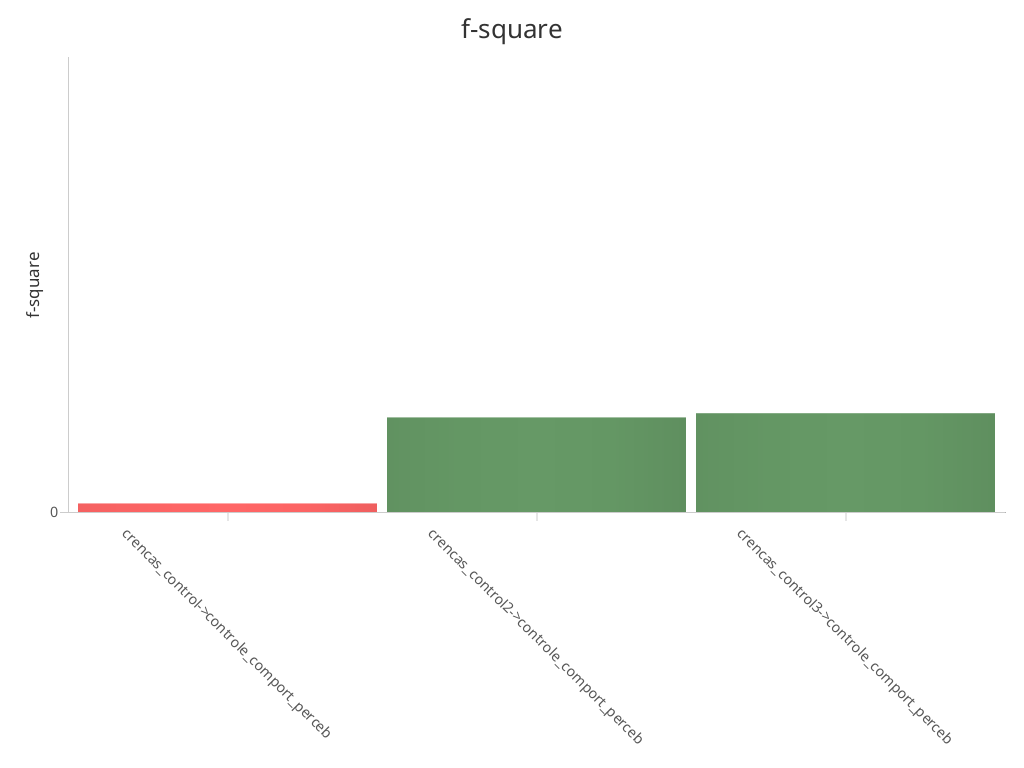 f-square
f-square
0
crencas_control->controle_comport_perceb
crencas_control2->controle_comport_perceb
crencas_control3->controle_comport_perceb